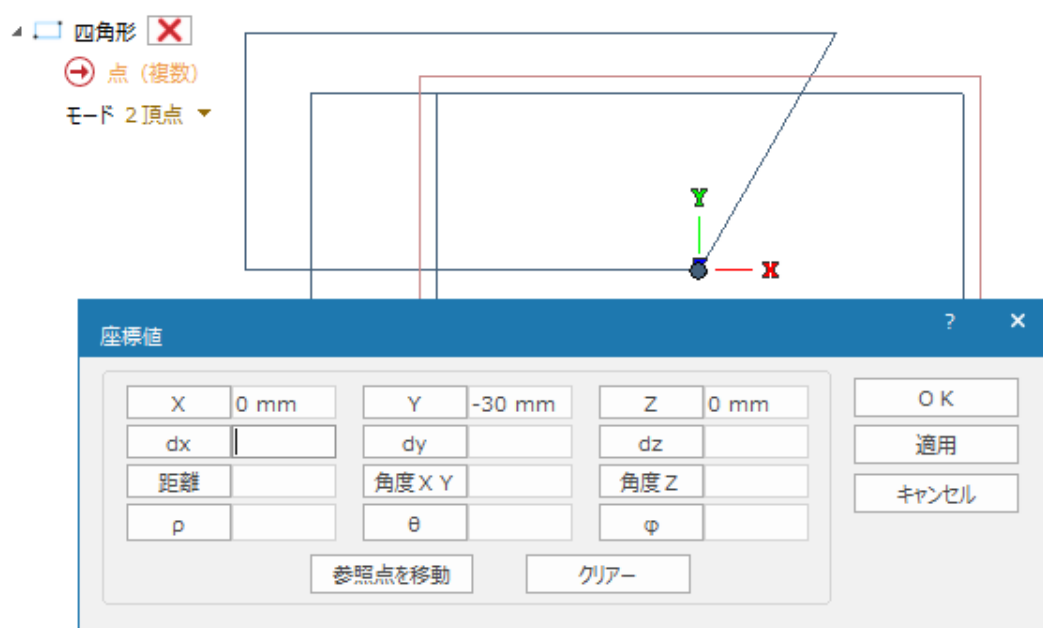 四角形
点（複数）
モード 2頂点
Y
X
座標値 ?
X 0 mm Y -30 mm Z 0 mm OK
dx dy dz 適用
距離 角度XY 角度Z キャンセル
ρ θ φ
参照点を移動 クリアー